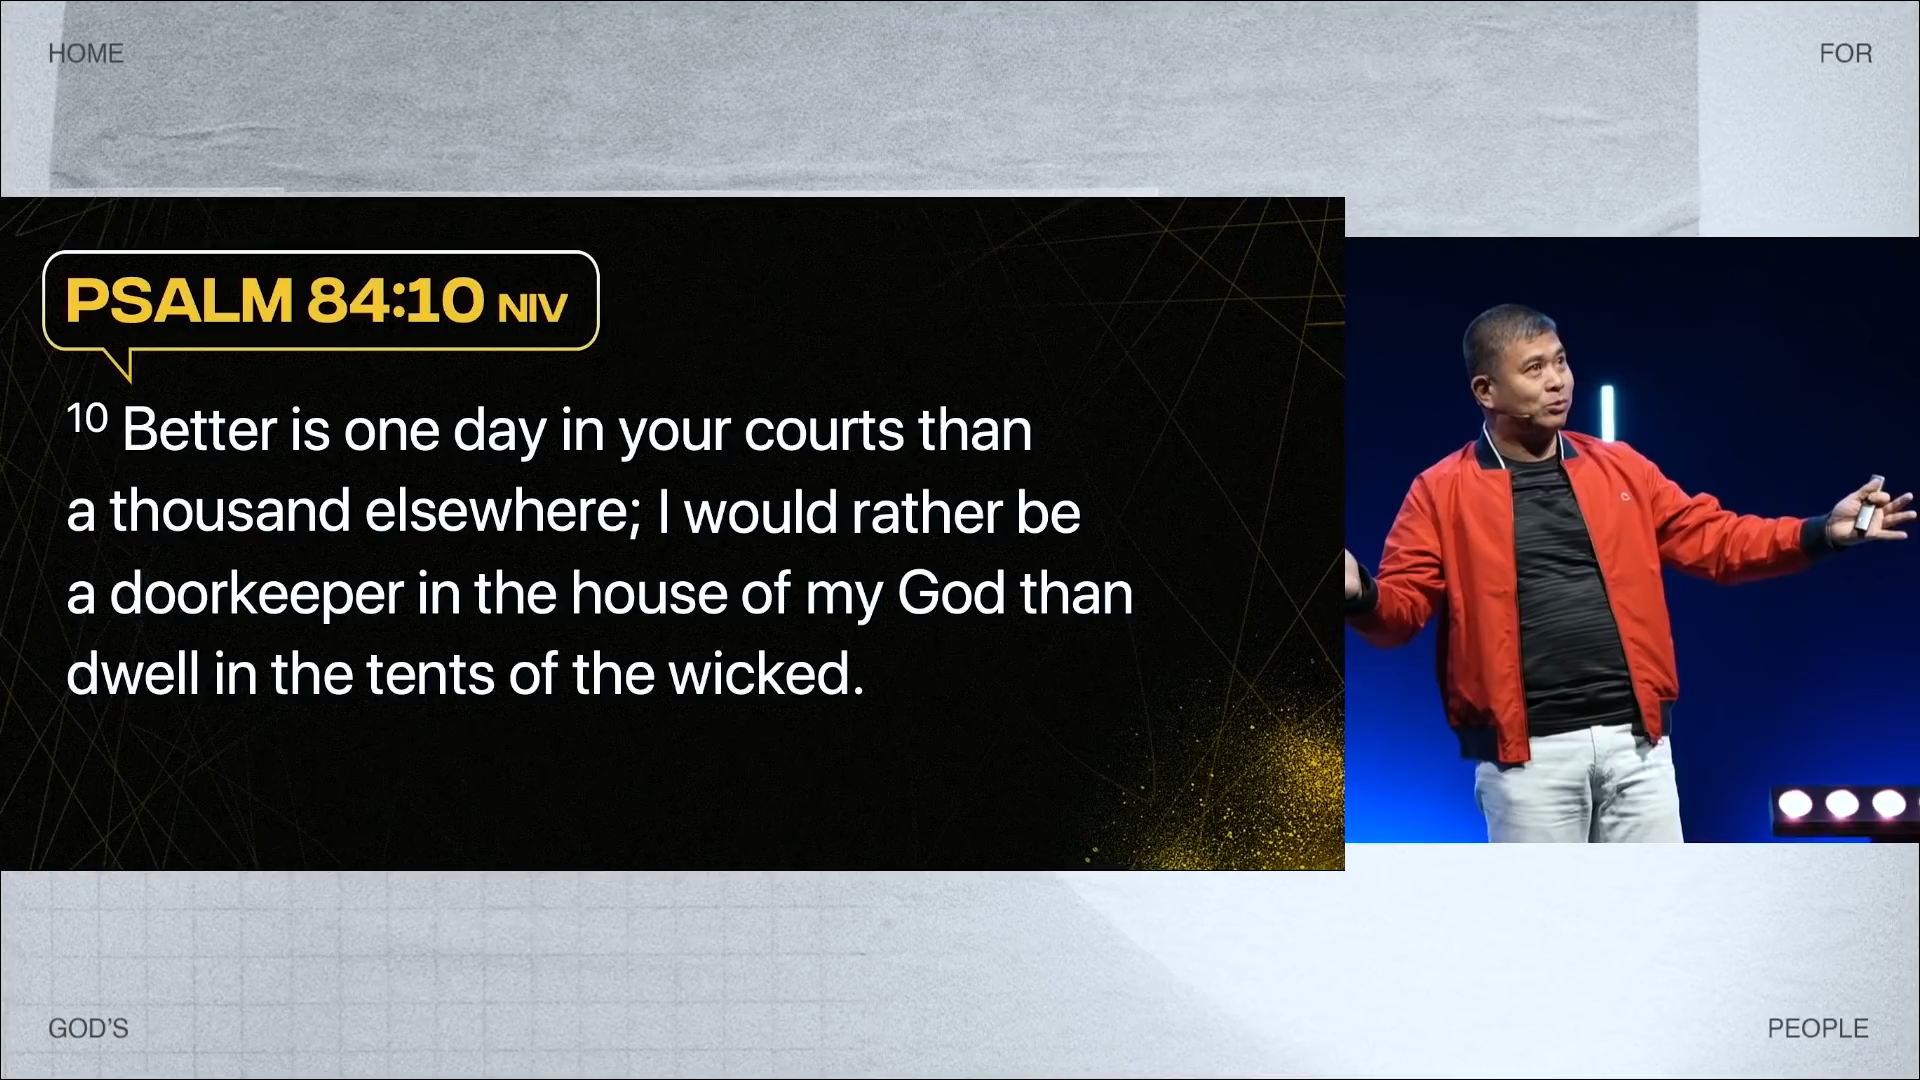 HOME
FOR
PSALM 84:10 NIV
10 Better is one day in your courts than
a thousand elsewhere; I would rather be
a doorkeeper in the house of my God than
dwell in the tents of the wicked.
GOD'S
PEOPLE